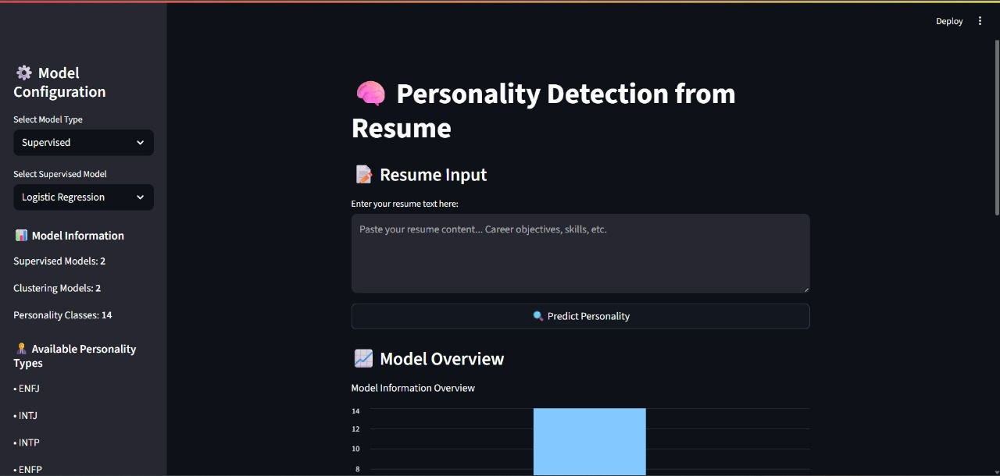 Deploy
Model
Configuration
Select Model Type
Supervised
Select Supervised Model
Logistic Regression
Model Information
Supervised Models: 2
Clustering Models: 2
Personality Classes: 14
Available Personality
Types
• ENFJ
• INTJ
• INTP
• ENFP
Personality Detection from
Resume
Resume Input
Enter your resume text here:
Paste your resume content... Career objectives, skills, etc.
Predict Personality
Model Overview
Model Information Overview
14
12
10
8